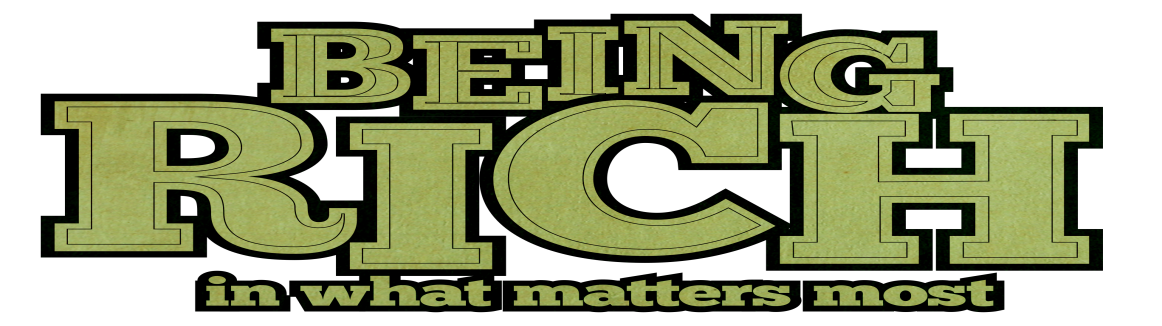 BEING
RICH
in what matters most